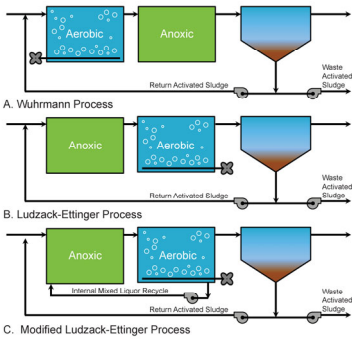 Aerobic
Anoxic
Waste
Activated
Sludge
Return Activated Sludge
A. Wuhrmann Process
Anoxic
Aerobic
Waste
Activated
Sludge
Return Activated Sludge
B. Ludzack-Ettinger Process
Anoxic
Aerobic
Internal Mixed Liquor Recycle
Waste
Activated
Sludge
Return Activated Sludge
C. Modified Ludzack-Ettinger Process